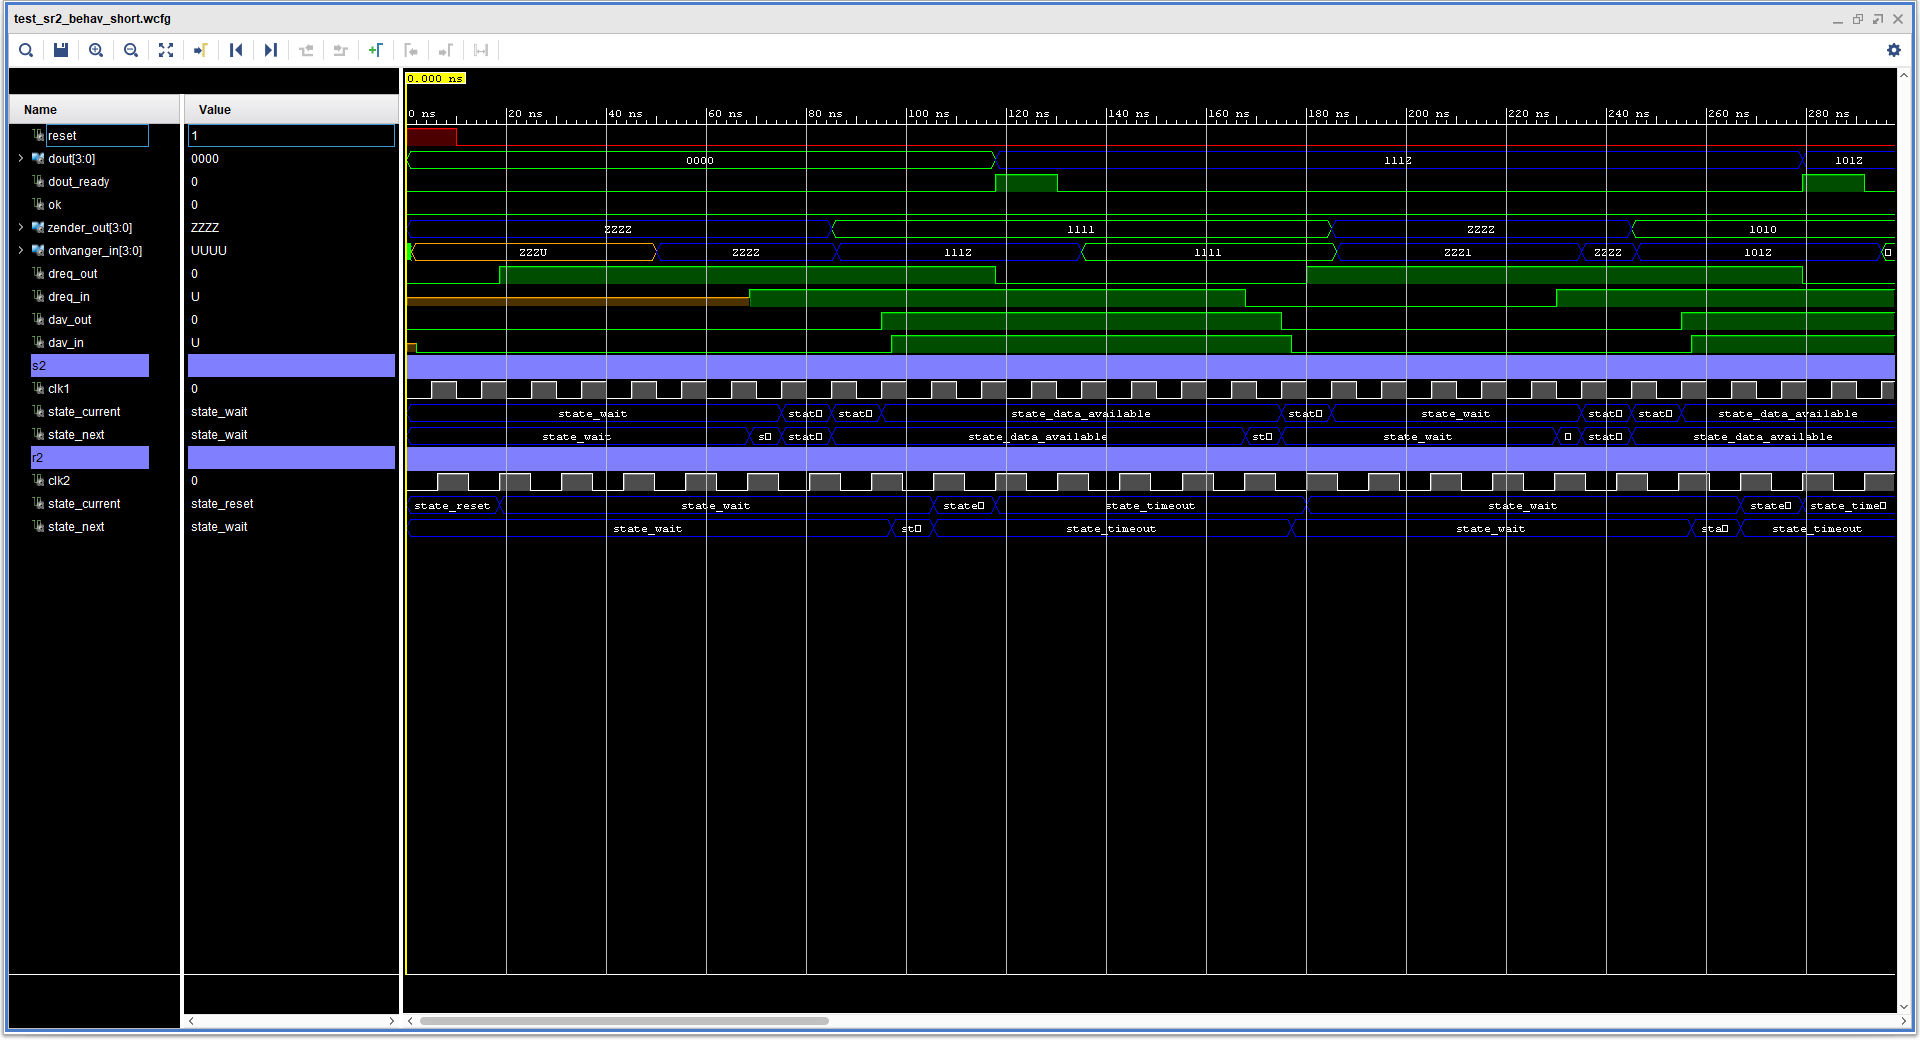 test_sr2_behav_short.wcfg
0.000 ns
Name Value
0 ns 20 ns 40 ns 60 ns 80 ns 100 ns 120 ns 140 ns 160 ns 180 ns 200 ns 220 ns 240 ns 260 ns 280 ns
reset 1
dout[3:0] 0000 0000 111Z 101Z
dout_ready 0
ok 0
zender_out[3:0] ZZZZ ZZZZ 1111 ZZZZ 1010
ontvanger_in[3:0] UUUU ZZZU ZZZZ 111Z 1111 ZZZ1 ZZZZ 101Z
dreq_out 0
dreq_in U
dav_out 0
dav_in U
s2
clk1 0
state_current state_wait state_wait stat stat state_data_available stat state_wait stat stat state_data_available
state_next state_wait state_wait s stat state_data_available st state_wait stat state_data_available
r2
clk2 0
state_current state_reset state_reset state_wait state state_timeout state_wait state state_time
state_next state_wait state_wait st state_timeout state_wait sta state_timeout